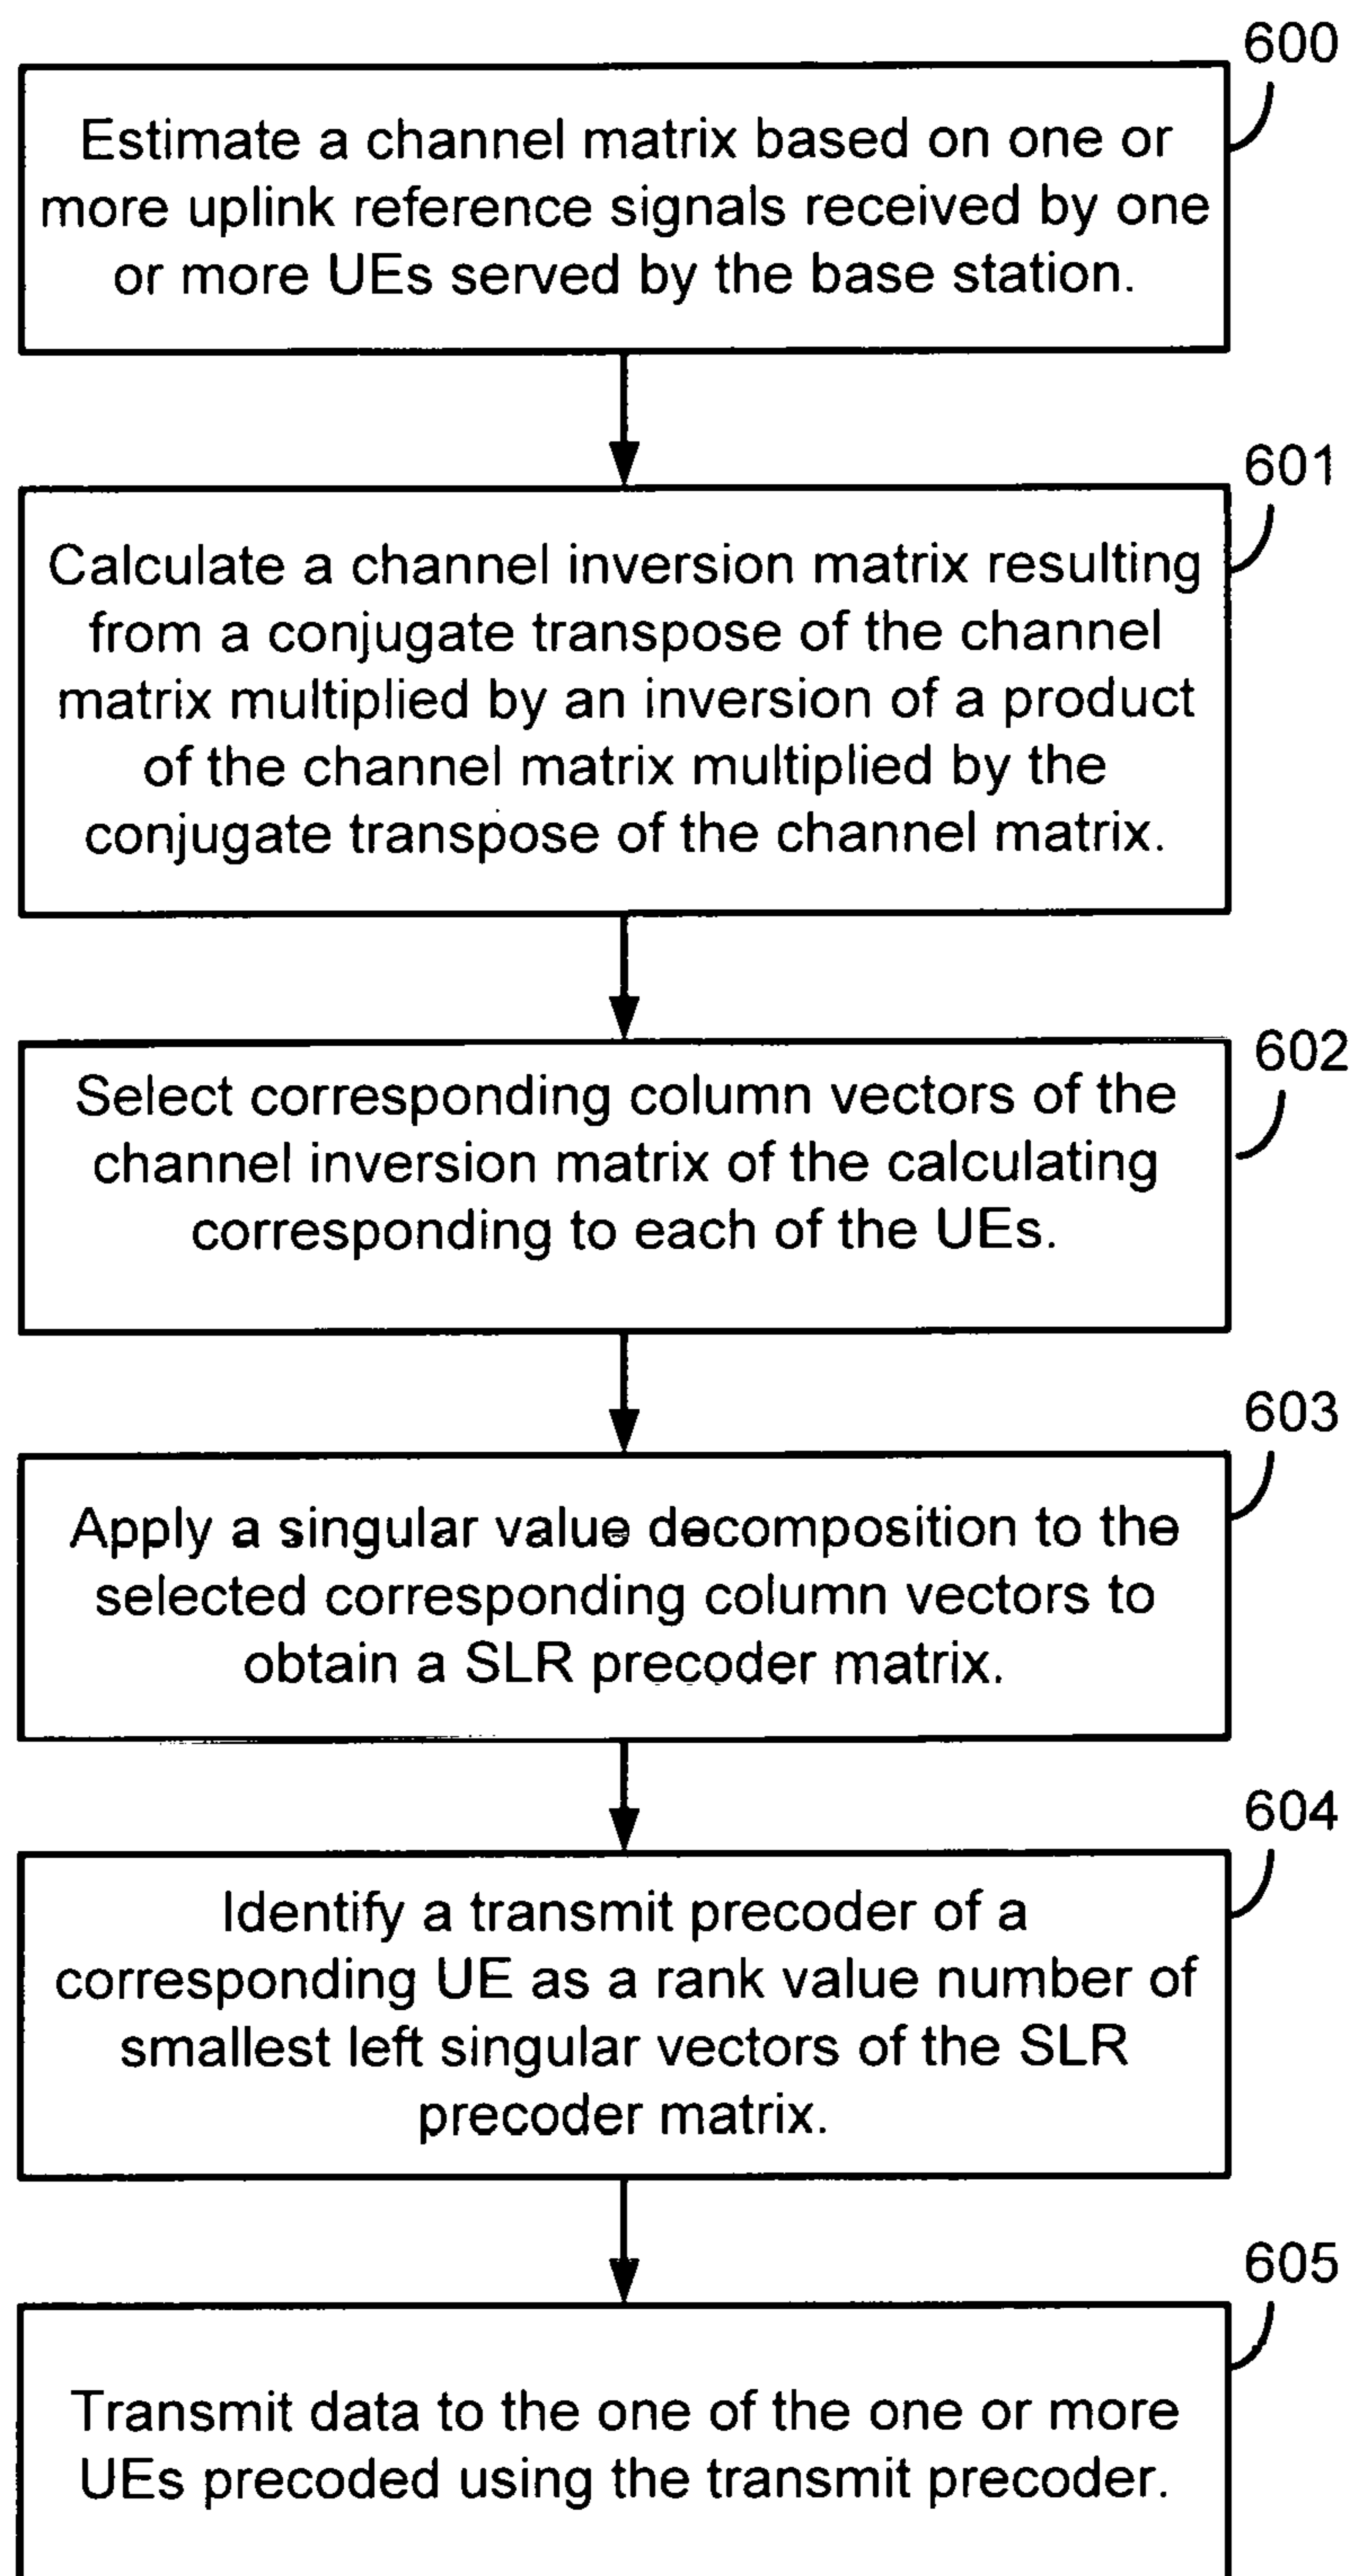 600
Estimate a channel matrix based on one or
more uplink reference signals received by one
or more UEs served by the base station.
601
Calculate a channel inversion matrix resulting
from a conjugate transpose of the channel
matrix multiplied by an inversion of a product
of the channel matrix multiplied by the
conjugate transpose of the channel matrix.
602
Select corresponding column vectors of the
channel inversion matrix of the calculating
corresponding to each of the UEs.
603
Apply a singular value decomposition to the
selected corresponding column vectors to
obtain a SLR precoder matrix.
604
Identify a transmit precoder of a
corresponding UE as a rank value number of
smallest left singular vectors of the SLR
precoder matrix.
605
Transmit data to the one of the one or more
UEs precoded using the transmit precoder.